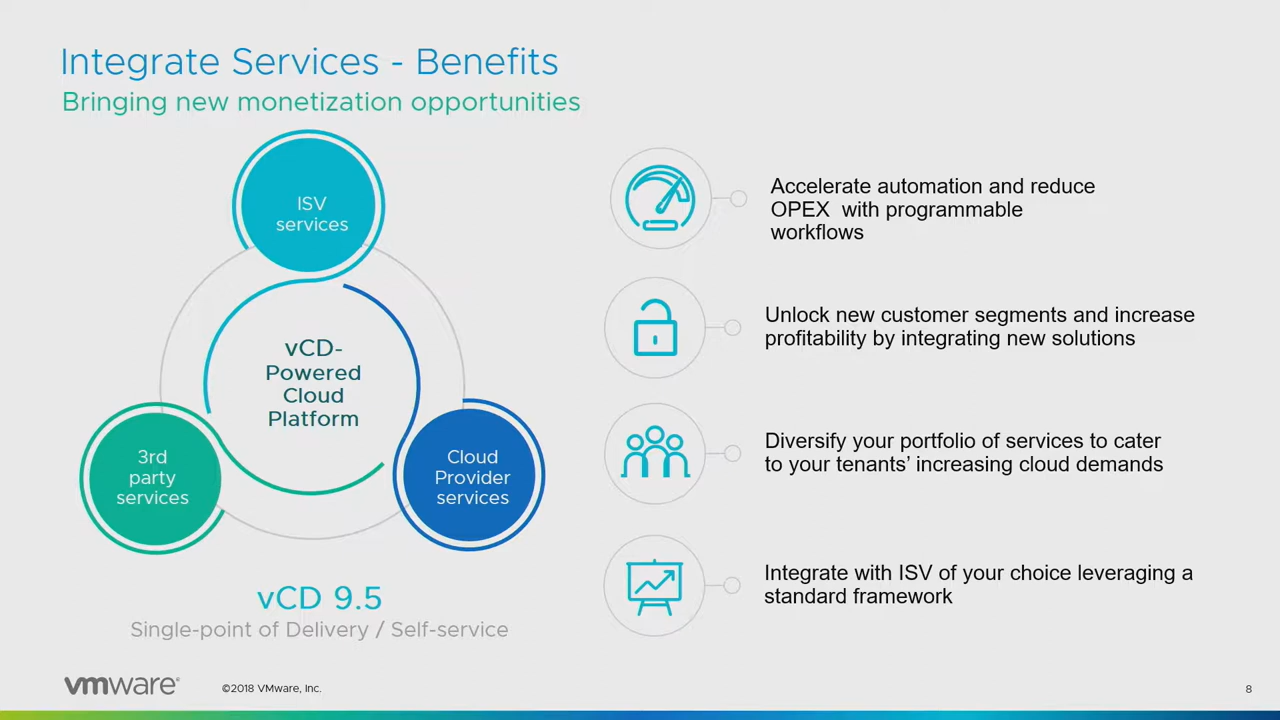 Integrate Services - Benefits
Bringing new monetization opportunities
ISV
services
vCD-
Powered
Cloud
Platform
3rd
party
services
Cloud
Provider
services
vCD 9.5
Single-point of Delivery / Self-service
Accelerate automation and reduce
OPEX  with programmable
workflows
Unlock new customer segments and increase
profitability by integrating new solutions
Diversify your portfolio of services to cater
to your tenants’ increasing cloud demands
Integrate with ISV of your choice leveraging a
standard framework
vmware®
©2018 VMware, Inc.
8